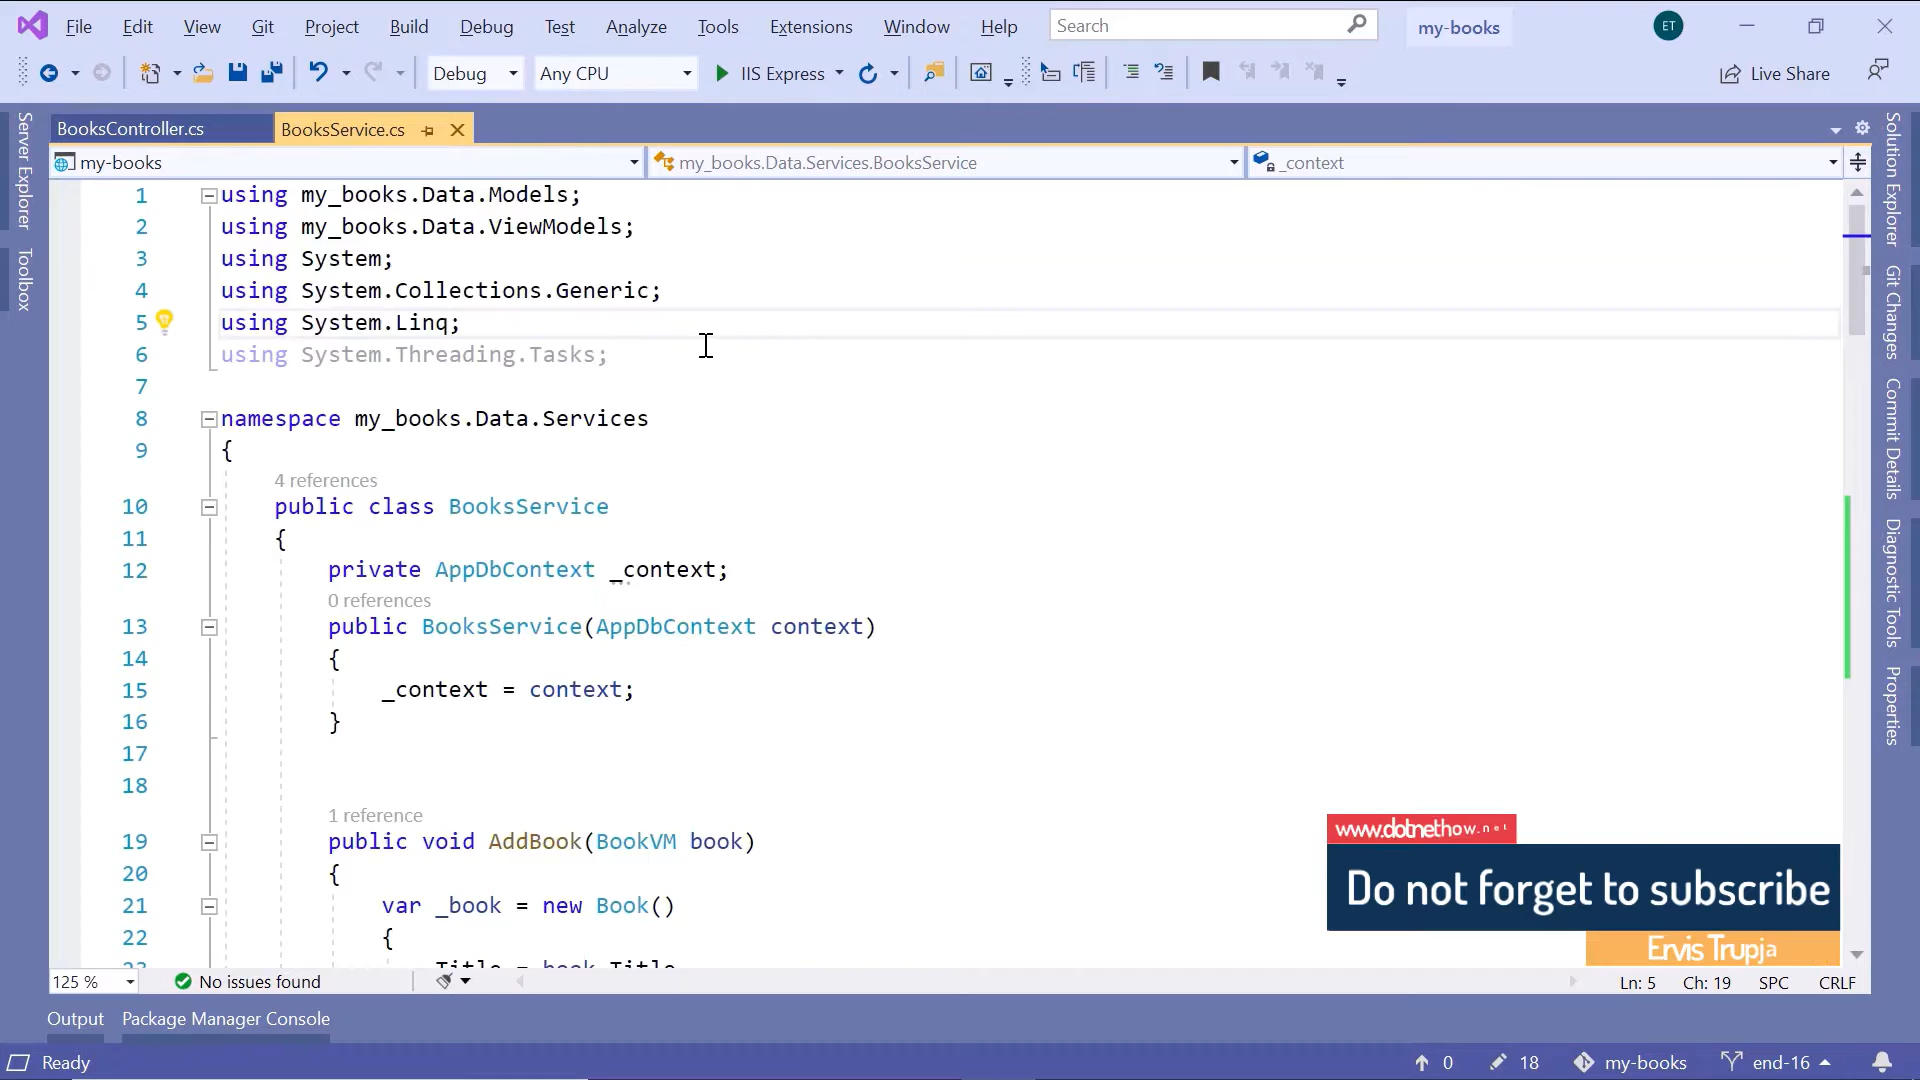 File Edit View Git Project Build Debug Test Analyze Tools Extensions Window Help Search my-books ET
Debug Any CPU IIS Express Live Share
BooksController.cs BooksService.cs
my-books my_books.Data.Services.BooksService _context
Server Explorer
Toolbox
1 using my_books.Data.Models;
2 using my_books.Data.ViewModels;
3 using System;
4 using System.Collections.Generic;
5 using System.Linq;
6 using System.Threading.Tasks;
7
8 namespace my_books.Data.Services
9 {
4 references
10 public class BooksService
11 {
12 private AppDbContext _context;
0 references
13 public BooksService(AppDbContext context)
14 {
15 _context = context;
16 }
17
18
1 reference
19 public void AddBook(BookVM book)
20 {
21 var _book = new Book()
22 {
23 Title = book.Title
Solution Explorer
Git Changes
Commit Details
Diagnostic Tools
Properties
www.dotnethow.net
Do not forget to subscribe
Ervis Trupja
125 % No issues found Ln: 5 Ch: 19 SPC CRLF
Output Package Manager Console
Ready 0 18 my-books end-16